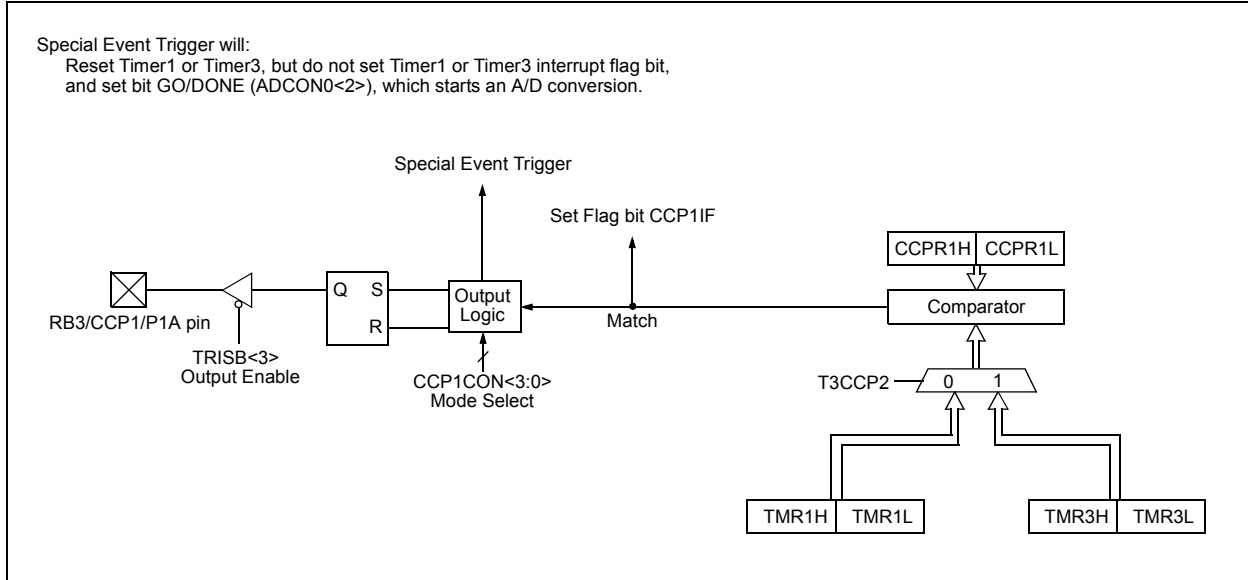 Special Event Trigger will:
Reset Timer1 or Timer3, but do not set Timer1 or Timer3 interrupt flag bit,
and set bit GO/DONE (ADCON0<2>), which starts an A/D conversion.
Special Event Trigger
Set Flag bit CCP1IF
CCPR1H CCPR1L
Q S
R
Output
Logic
Comparator
RB3/CCP1/P1A pin
Match
TRISB<3>
Output Enable
CCP1CON<3:0>
Mode Select
T3CCP2
0 1
TMR1H TMR1L
TMR3H TMR3L